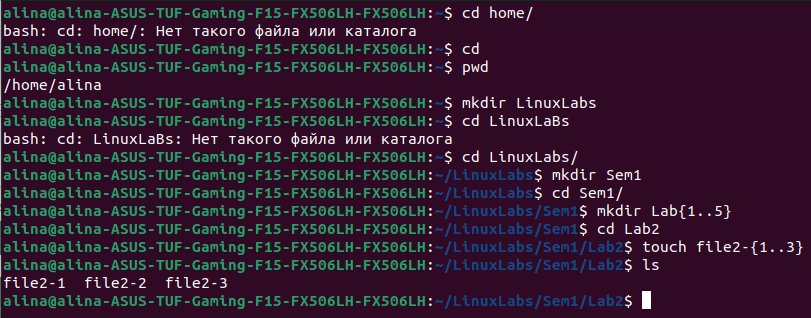 alina@alina-ASUS-TUF-Gaming-F15-FX506LH-FX506LH:~$ cd home/
bash: cd: home/: Нет такого файла или каталога
alina@alina-ASUS-TUF-Gaming-F15-FX506LH-FX506LH:~$ cd
alina@alina-ASUS-TUF-Gaming-F15-FX506LH-FX506LH:~$ pwd
/home/alina
alina@alina-ASUS-TUF-Gaming-F15-FX506LH-FX506LH:~$ mkdir LinuxLabs
alina@alina-ASUS-TUF-Gaming-F15-FX506LH-FX506LH:~$ cd LinuxLaBs
bash: cd: LinuxLaBs: Нет такого файла или каталога
alina@alina-ASUS-TUF-Gaming-F15-FX506LH-FX506LH:~$ cd LinuxLabs/
alina@alina-ASUS-TUF-Gaming-F15-FX506LH-FX506LH:~/LinuxLabs$ mkdir Sem1
alina@alina-ASUS-TUF-Gaming-F15-FX506LH-FX506LH:~/LinuxLabs$ cd Sem1/
alina@alina-ASUS-TUF-Gaming-F15-FX506LH-FX506LH:~/LinuxLabs/Sem1$ mkdir Lab{1..5}
alina@alina-ASUS-TUF-Gaming-F15-FX506LH-FX506LH:~/LinuxLabs/Sem1$ cd Lab2
alina@alina-ASUS-TUF-Gaming-F15-FX506LH-FX506LH:~/LinuxLabs/Sem1/Lab2$ touch file2-{1..3}
alina@alina-ASUS-TUF-Gaming-F15-FX506LH-FX506LH:~/LinuxLabs/Sem1/Lab2$ ls
file2-1  file2-2  file2-3
alina@alina-ASUS-TUF-Gaming-F15-FX506LH-FX506LH:~/LinuxLabs/Sem1/Lab2$